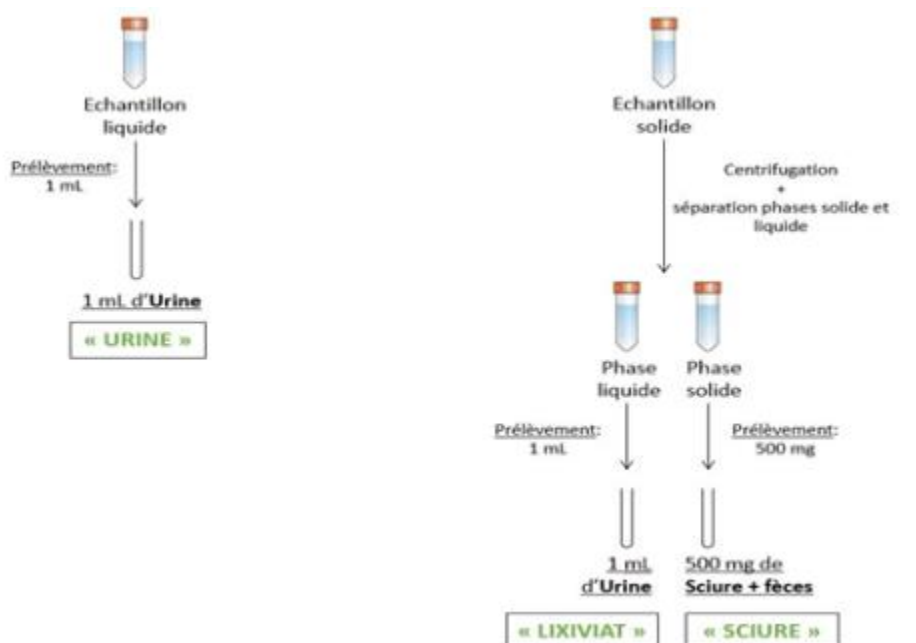 Echantillon
liquide
Prélèvement:
1 mL
1 mL d'Urine
« URINE »
Echantillon
solide
Centrifugation
+
séparation phases solide et
liquide
Phase
liquide
Prélèvement:
1 mL
1 mL
d'Urine
« LIXIVIAT »
Phase
solide
Prélèvement:
500 mg
500 mg de
Sciure + fèces
« SCIURE »